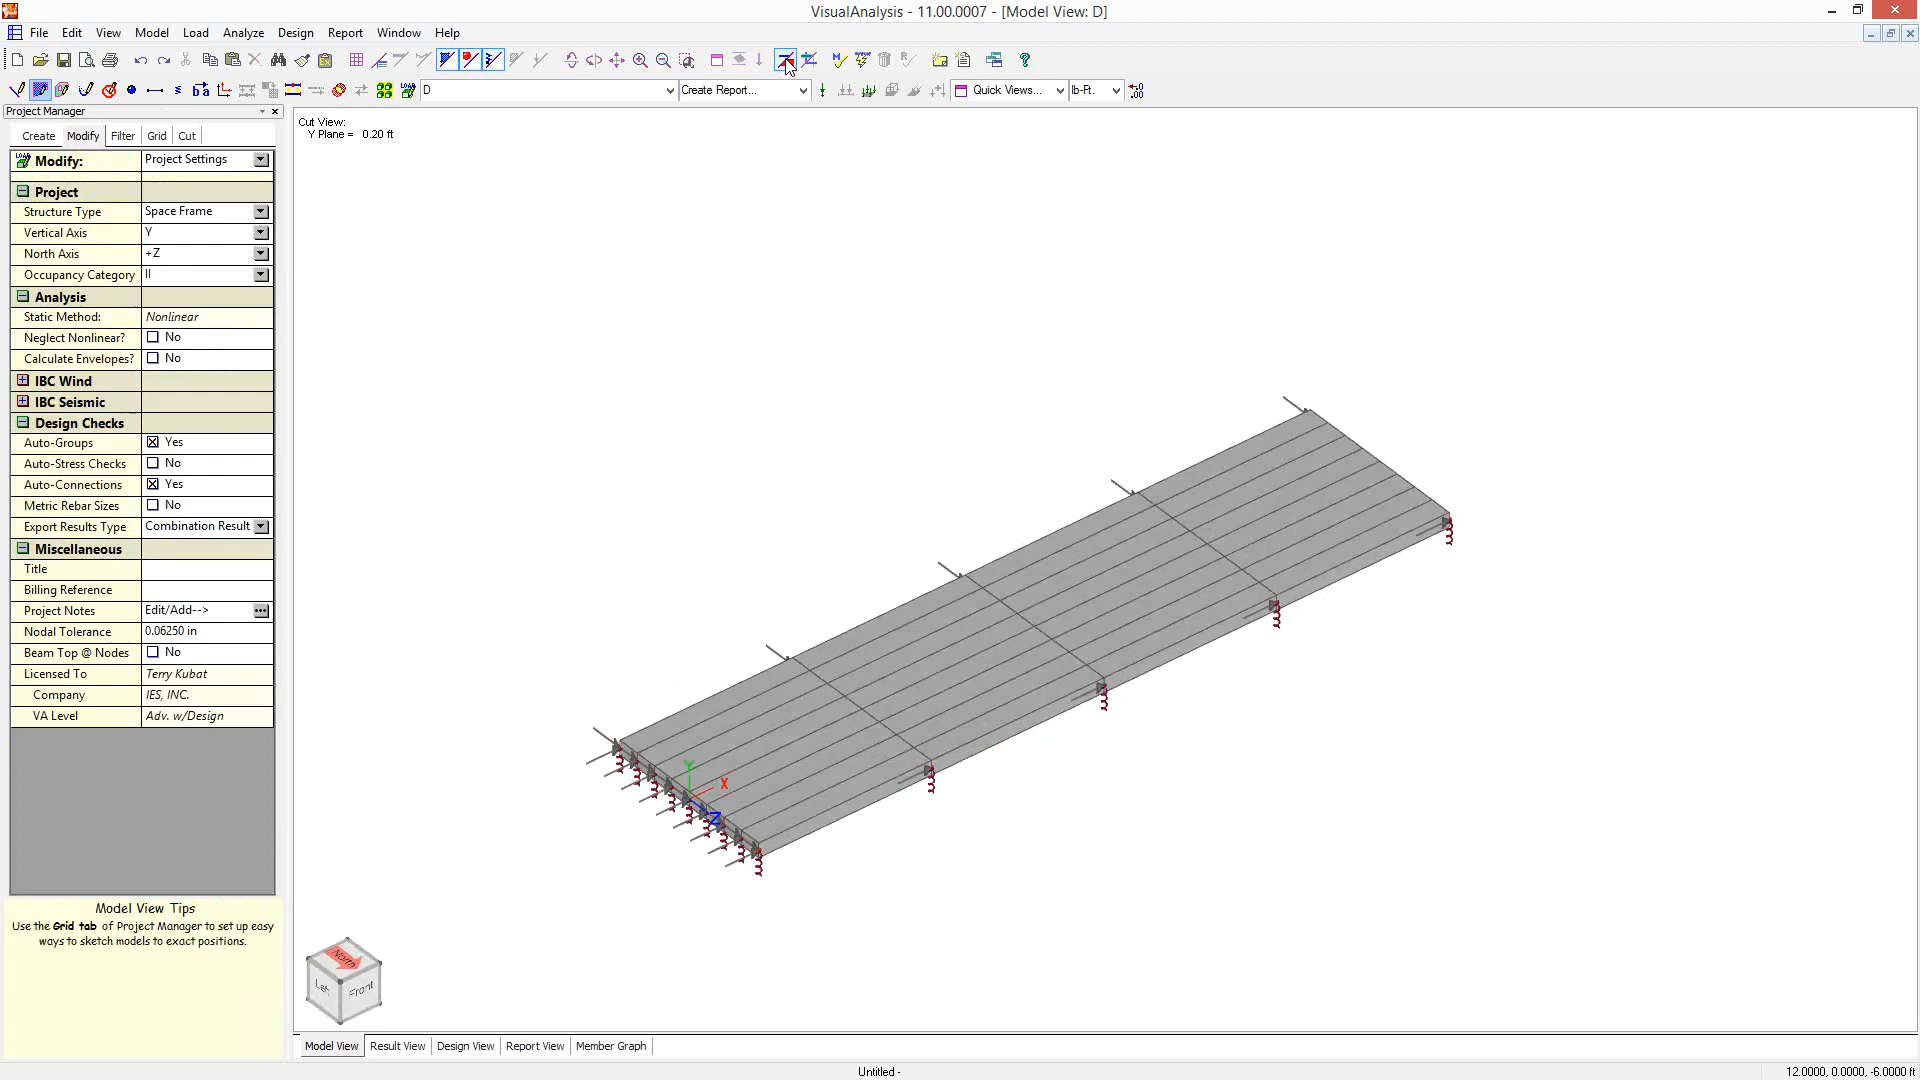 VisualAnalysis - 11.00.0007 - [Model View: D]
File Edit View Model Load Analyze Design Report Window Help
D Create Report... Quick Views... lb-Ft.
Project Manager
Create Modify Filter Grid Cut
Modify: Project Settings
Project
Structure Type Space Frame
Vertical Axis Y
North Axis +Z
Occupancy Category II
Analysis
Static Method: Nonlinear
Neglect Nonlinear? No
Calculate Envelopes? No
IBC Wind
IBC Seismic
Design Checks
Auto-Groups Yes
Auto-Stress Checks No
Auto-Connections Yes
Metric Rebar Sizes No
Export Results Type Combination Result
Miscellaneous
Title
Billing Reference
Project Notes Edit/Add-->
Nodal Tolerance 0.06250 in
Beam Top @ Nodes No
Licensed To Terry Kubat
Company IES, INC.
VA Level Adv. w/Design
Model View Tips
Use the Grid tab of Project Manager to set up easy
ways to sketch models to exact positions.
Cut View:
Y Plane = 0.20 ft
Y
X
Z
North
Left Front
Model View Result View Design View Report View Member Graph
Untitled -
12.0000, 0.0000, -6.0000 ft